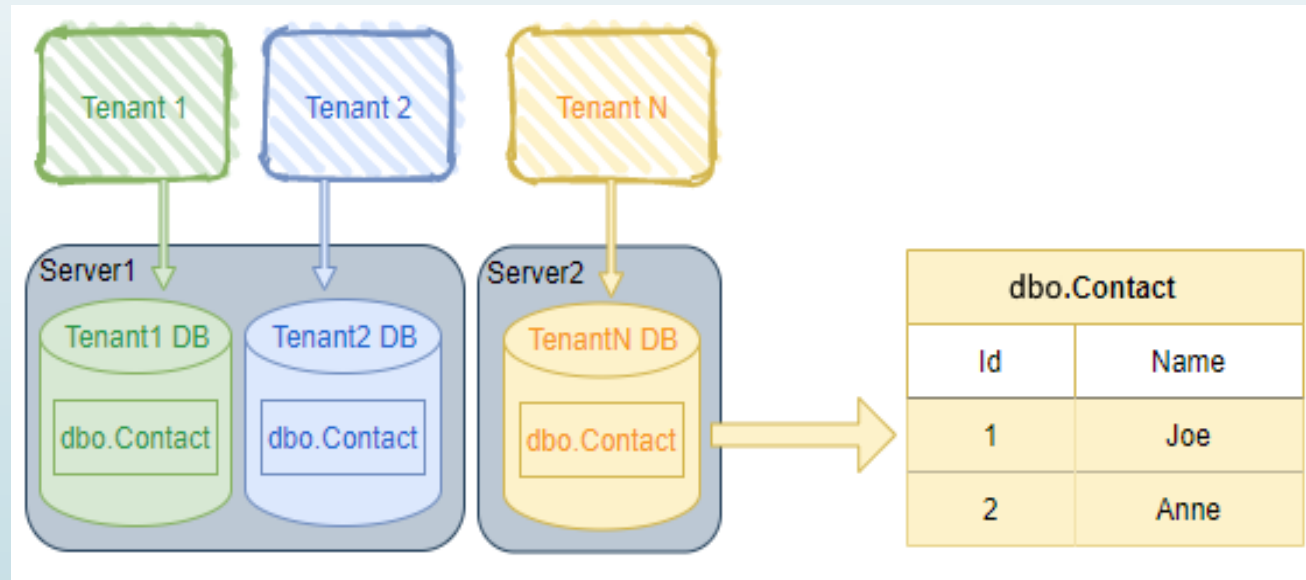 Tenant 1
Tenant 2
Tenant N
Server1
Server2
Tenant1 DB
Tenant2 DB
TenantN DB
dbo.Contact
dbo.Contact
dbo.Contact
dbo.Contact
Id Name
1 Joe
2 Anne